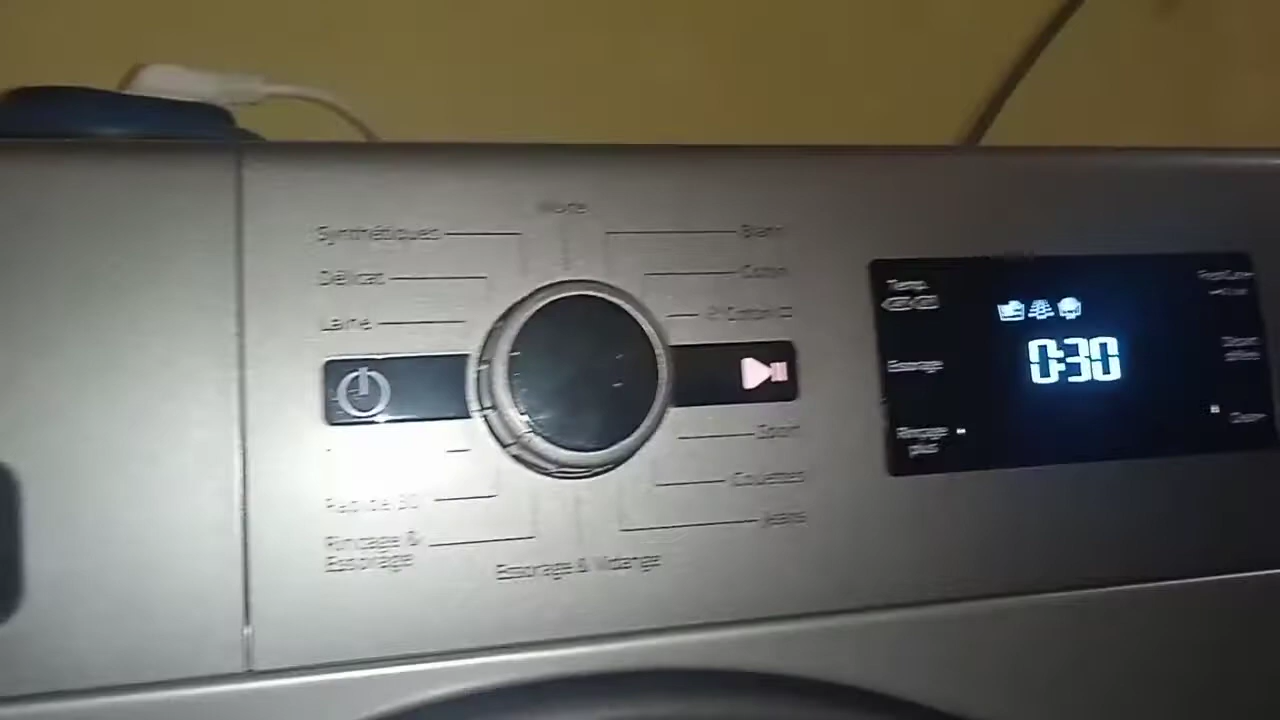 Mixte
Synthétiques
Délicat
Laine
Rapide 30'
Rinçage &
Essorage
Essorage & Vidange
Blanc
Coton
Sport
Couettes
Jeans
Temp.
Essorage
Rinçage
plus
0:30